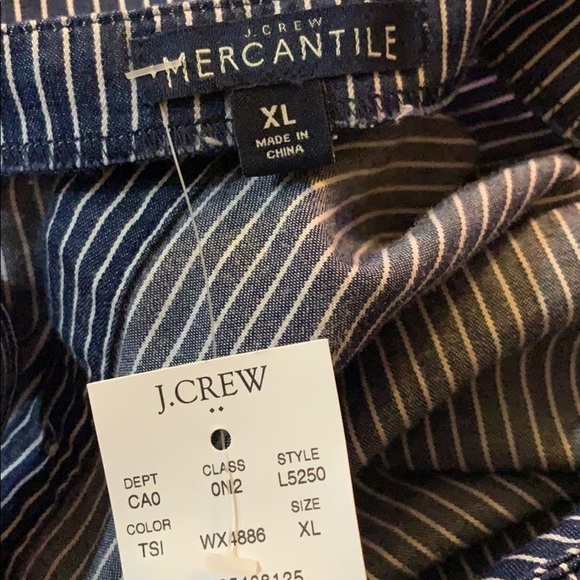 J.CREW
MERCANTILE
XL
MADE IN
CHINA
J.CREW
DEPT CLASS STYLE
CA0 0N2 L5250
COLOR SIZE
TSI WX4886 XL